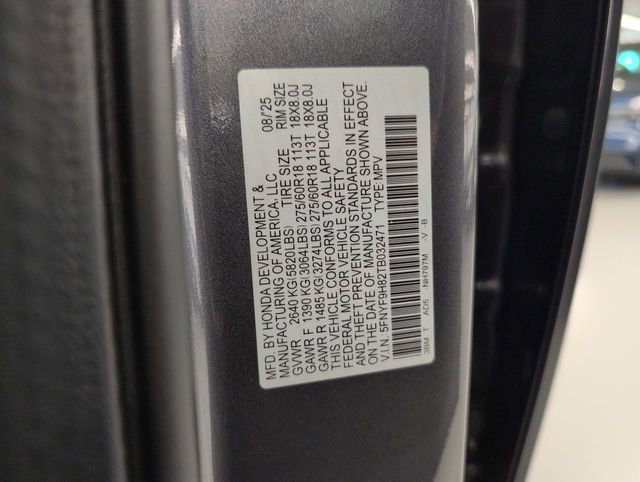 MFD. BY HONDA DEVELOPMENT & 08/25
MANUFACTURING OF AMERICA, LLC
GVWR 2640 KG(5820LBS) TIRE SIZE RIM SIZE
GAWR F 1390 KG(3064LBS) 275/60R18 113T 18X8.0J
GAWR R 1485 KG(3274LBS) 275/60R18 113T 18X8.0J
THIS VEHICLE CONFORMS TO ALL APPLICABLE
FEDERAL MOTOR VEHICLE SAFETY
AND THEFT PREVENTION STANDARDS IN EFFECT
ON THE DATE OF MANUFACTURE SHOWN ABOVE.
V.I.N. 5FNYF9H82TB032471 TYPE:MPV
3BM T AD5 -NH797M -V -B